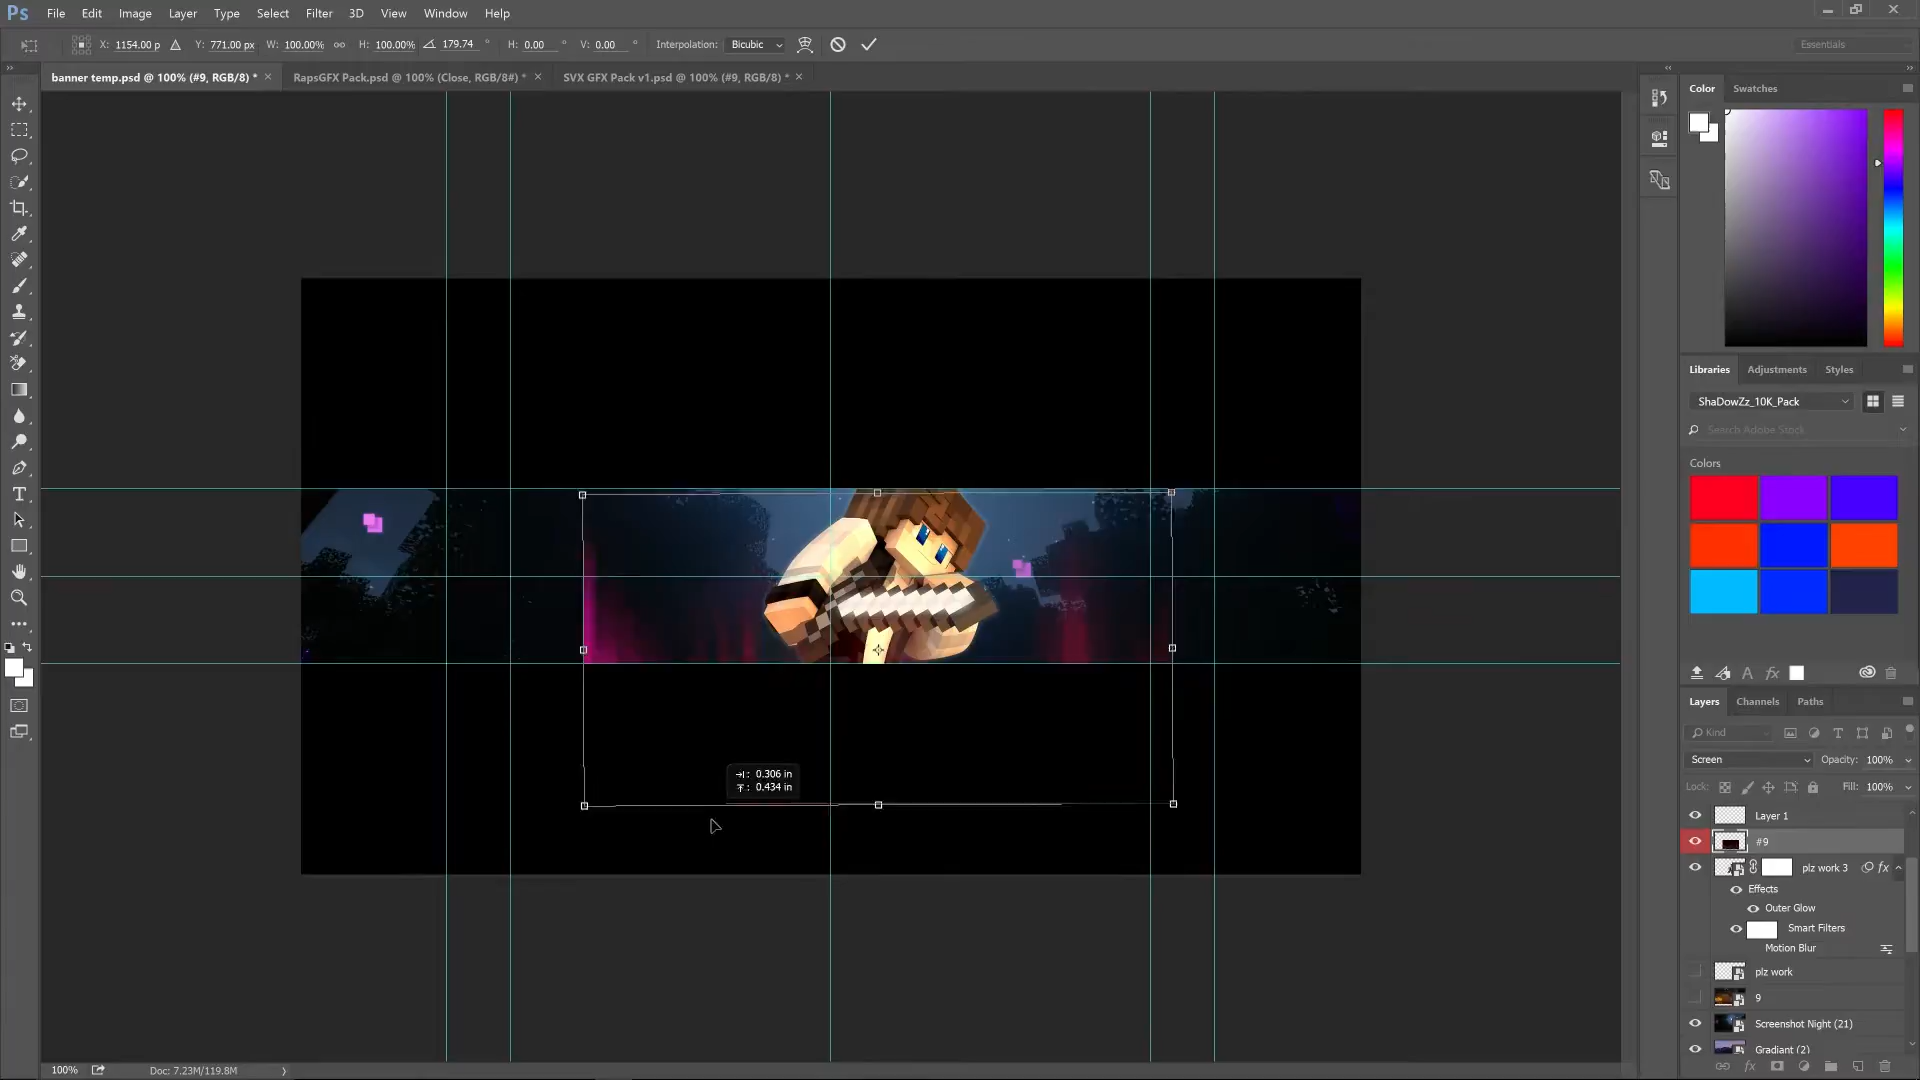 Ps File Edit Image Layer Type Select Filter 3D View Window Help
X: 1154.00 p Y: 771.00 px W: 100.00% H: 100.00% 179.74 ° H: 0.00 ° V: 0.00 ° Interpolation: Bicubic Essentials
banner temp.psd @ 100% (#9, RGB/8) * × RapsGFX Pack.psd @ 100% (Close, RGB/8#) * × SVX GFX Pack v1.psd @ 100% (#9, RGB/8) * ×
Color Swatches
Libraries Adjustments Styles
ShaDowZz_10K_Pack
Search Adobe Stock
Colors
Layers Channels Paths
Kind
Screen Opacity: 100%
Lock: Fill: 100%
Layer 1
#9
plz work 3 fx
Effects
Outer Glow
Smart Filters
Motion Blur
plz work
9
Screenshot Night (21)
Gradiant (2)
: 0.306 in
: 0.434 in
100% Doc: 7.23M/119.8M